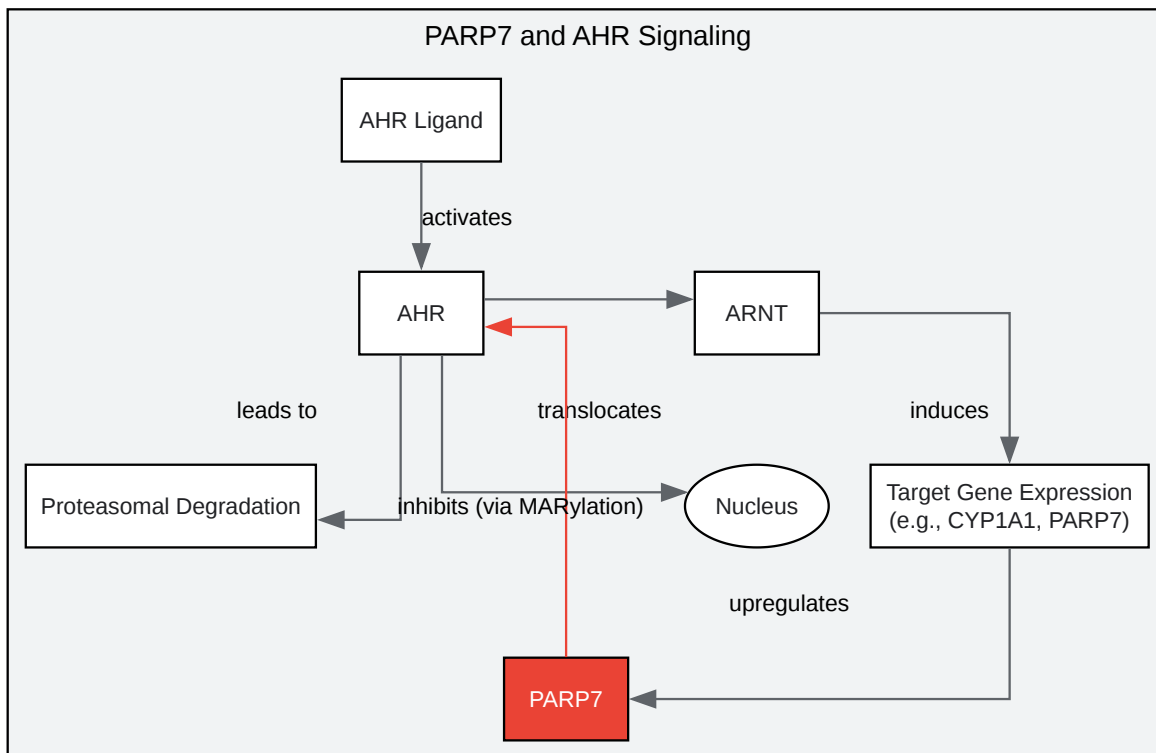 PARP7 and AHR Signaling
AHR Ligand
activates
AHR
ARNT
leads to
translocates
induces
Proteasomal Degradation
inhibits (via MARylation)
Nucleus
Target Gene Expression
(e.g., CYP1A1, PARP7)
upregulates
PARP7